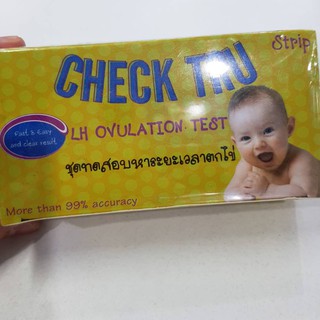 Strip
CHECK TRU
Fast & Easy
and clear result
LH OVULATION TEST
ชุดทดสอบหาระยะเวลาตกไข่
More than 99% accuracy